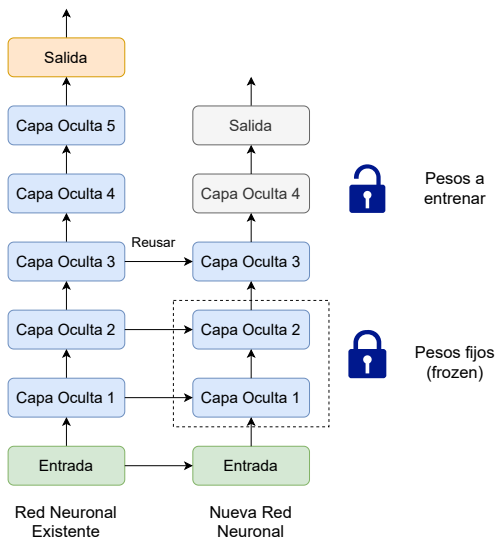 Salida
Capa Oculta 5
Salida
Capa Oculta 4
Capa Oculta 4
Pesos a
entrenar
Reusar
Capa Oculta 3
Capa Oculta 3
Capa Oculta 2
Capa Oculta 2
Pesos fijos
(frozen)
Capa Oculta 1
Capa Oculta 1
Entrada
Entrada
Red Neuronal
Existente
Nueva Red
Neuronal